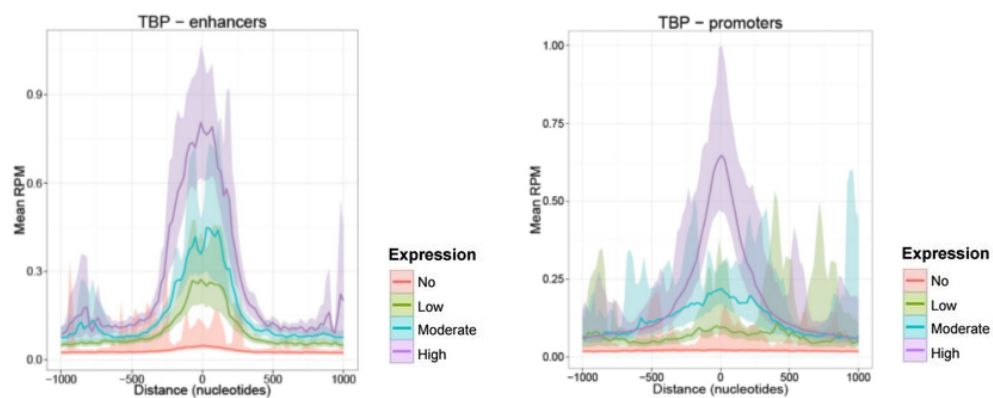 TBP − enhancers
Mean RPM
0.9
0.6
0.3
0.0
−1000 −500 0 500 1000
Distance (nucleotides)
Expression
No
Low
Moderate
High
TBP − promoters
Mean RPM
1.00
0.75
0.50
0.25
0.00
−1000 −500 0 500 1000
Distance (nucleotides)
Expression
No
Low
Moderate
High